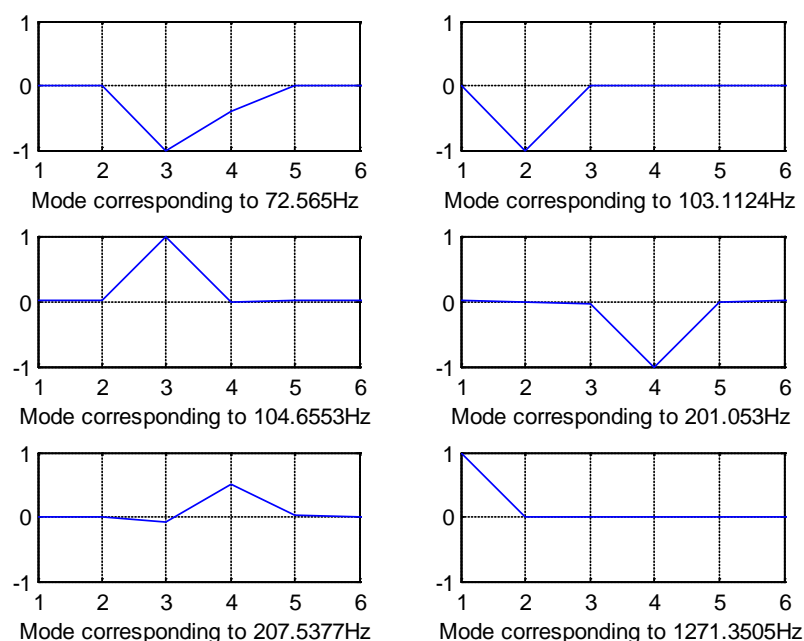 1
0
-1
1 2 3 4 5 6
Mode corresponding to 72.565Hz
1
0
-1
1 2 3 4 5 6
Mode corresponding to 103.1124Hz
1
0
-1
1 2 3 4 5 6
Mode corresponding to 104.6553Hz
1
0
-1
1 2 3 4 5 6
Mode corresponding to 201.053Hz
1
0
-1
1 2 3 4 5 6
Mode corresponding to 207.5377Hz
1
0
-1
1 2 3 4 5 6
Mode corresponding to 1271.3505Hz